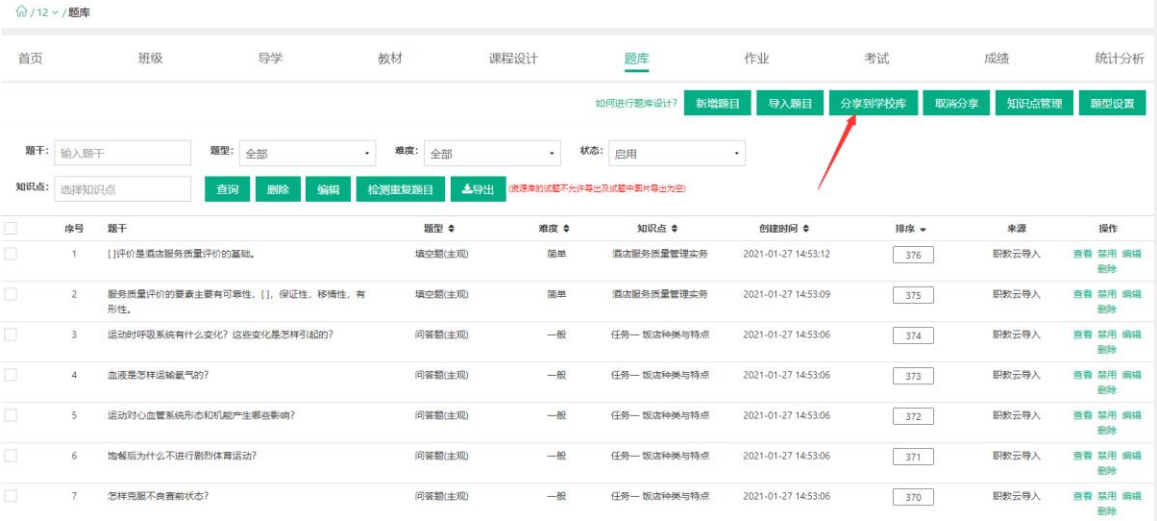 / 12 / 题库
首页 班级 导学 教材 课程设计 题库 作业 考试 成绩 统计分析
如何进行题库设计? 新增题目 导入题目 分享到学校库 取消分享 知识点管理 题型设置
题干: 输入题干 题型: 全部 难度: 全部 状态: 启用
知识点: 选择知识点 查询 删除 编辑 检测重复题目 导出 (资源库的试题不允许导出及试题中图片导出为空)
序号 题干 题型 难度 知识点 创建时间 排序 来源 操作
1 [ ]评价是酒店服务质量评价的基础。 填空题(主观) 简单 酒店服务质量管理实务 2021-01-27 14:53:12 376 职教云导入 查看 禁用 编辑
删除
2 服务质量评价的要素主要有可靠性，[ ]，保证性，移情性，有 填空题(主观) 简单 酒店服务质量管理实务 2021-01-27 14:53:09 375 职教云导入 查看 禁用 编辑
形性。 删除
3 运动时呼吸系统有什么变化？这些变化是怎样引起的? 问答题(主观) 一般 任务一 饭店种类与特点 2021-01-27 14:53:06 374 职教云导入 查看 禁用 编辑
删除
4 血液是怎样运输氧气的? 问答题(主观) 一般 任务一 饭店种类与特点 2021-01-27 14:53:06 373 职教云导入 查看 禁用 编辑
删除
5 运动对心血管系统形态和机能产生哪些影响? 问答题(主观) 一般 任务一 饭店种类与特点 2021-01-27 14:53:06 372 职教云导入 查看 禁用 编辑
删除
6 饱餐后为什么不进行剧烈体育运动? 问答题(主观) 一般 任务一 饭店种类与特点 2021-01-27 14:53:06 371 职教云导入 查看 禁用 编辑
删除
7 怎样克服不良赛前状态? 问答题(主观) 一般 任务一 饭店种类与特点 2021-01-27 14:53:06 370 职教云导入 查看 禁用 编辑
删除